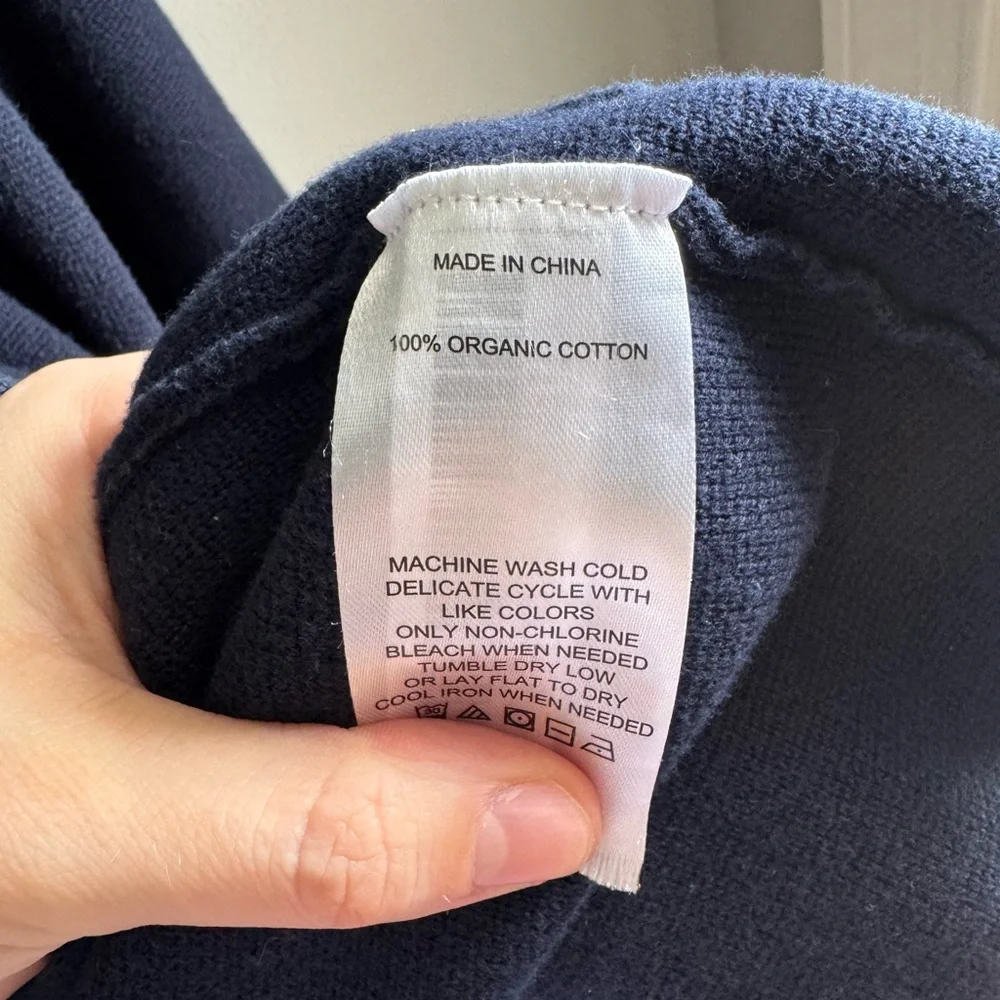 MADE IN CHINA
100% ORGANIC COTTON
MACHINE WASH COLD
DELICATE CYCLE WITH
LIKE COLORS
ONLY NON-CHLORINE
BLEACH WHEN NEEDED
TUMBLE DRY LOW
OR LAY FLAT TO DRY
COOL IRON WHEN NEEDED
30